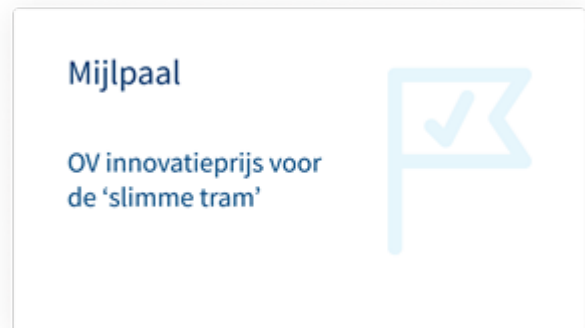 Mijlpaal
OV innovatieprijs voor
de ‘slimme tram’